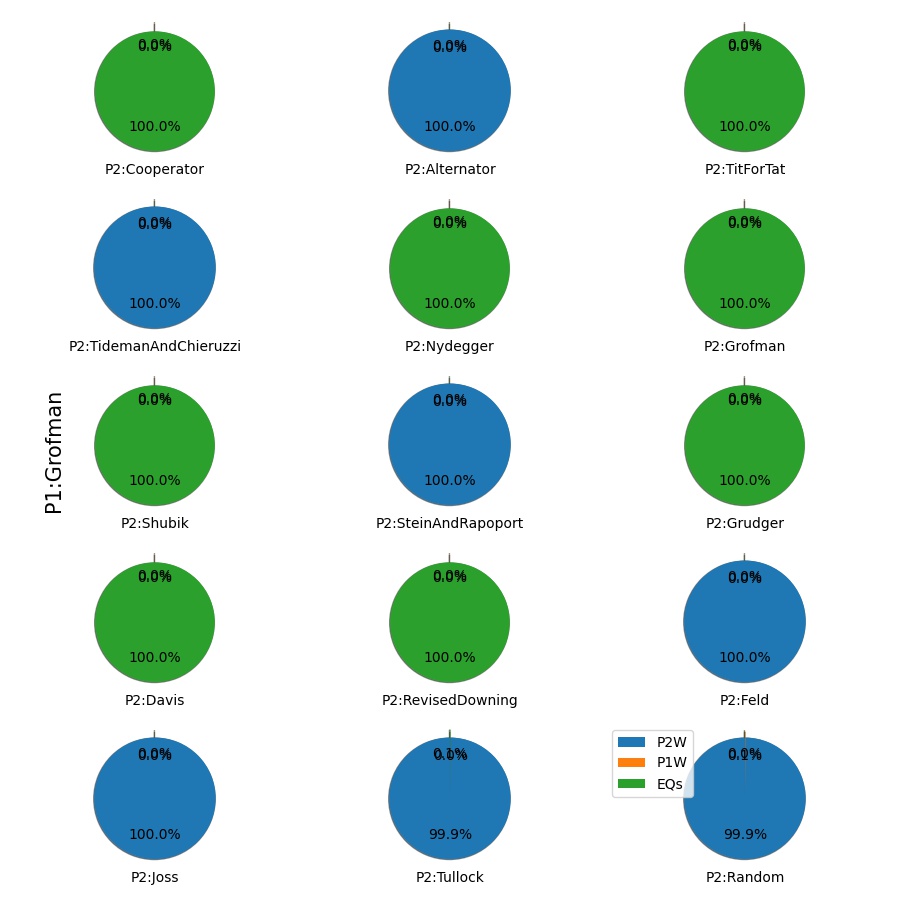 0.0%
0.0%
100.0%
P2:Cooperator
0.0%
0.0%
100.0%
P2:Alternator
0.0%
0.0%
100.0%
P2:TitForTat
0.0%
0.0%
100.0%
P2:TidemanAndChieruzzi
0.0%
0.0%
100.0%
P2:Nydegger
0.0%
0.0%
100.0%
P2:Grofman
P1:Grofman
0.0%
0.0%
100.0%
P2:Shubik
0.0%
0.0%
100.0%
P2:SteinAndRapoport
0.0%
0.0%
100.0%
P2:Grudger
0.0%
0.0%
100.0%
P2:Davis
0.0%
0.0%
100.0%
P2:RevisedDowning
0.0%
0.0%
100.0%
P2:Feld
0.0%
0.0%
100.0%
P2:Joss
0.1%
0.0%
99.9%
P2:Tullock
P2W
P1W
EQs
0.0%
0.1%
99.9%
P2:Random